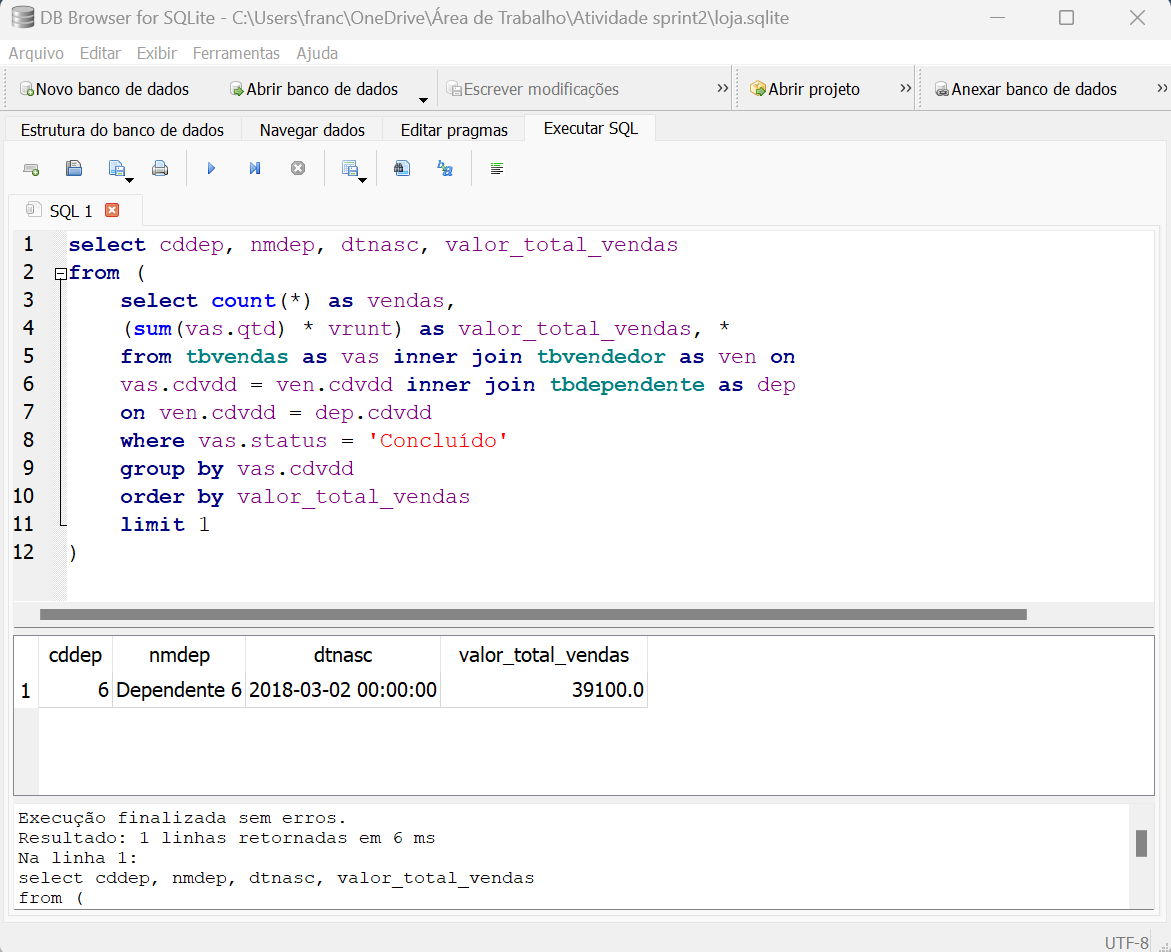 DB Browser for SQLite - C:\Users\franc\OneDrive\Área de Trabalho\Atividade sprint2\loja.sqlite
Arquivo Editar Exibir Ferramentas Ajuda
Novo banco de dados Abrir banco de dados Escrever modificações » Abrir projeto » Anexar banco de dados »
Estrutura do banco de dados Navegar dados Editar pragmas Executar SQL
SQL 1
1 select cddep, nmdep, dtnasc, valor_total_vendas
2 from (
3 select count(*) as vendas,
4 (sum(vas.qtd) * vrunt) as valor_total_vendas, *
5 from tbvendas as vas inner join tbvendedor as ven on
6 vas.cdvdd = ven.cdvdd inner join tbdependente as dep
7 on ven.cdvdd = dep.cdvdd
8 where vas.status = 'Concluído'
9 group by vas.cdvdd
10 order by valor_total_vendas
11 limit 1
12 )
cddep nmdep dtnasc valor_total_vendas
1 6 Dependente 6 2018-03-02 00:00:00 39100.0
Execução finalizada sem erros.
Resultado: 1 linhas retornadas em 6 ms
Na linha 1:
select cddep, nmdep, dtnasc, valor_total_vendas
from (
UTF-8